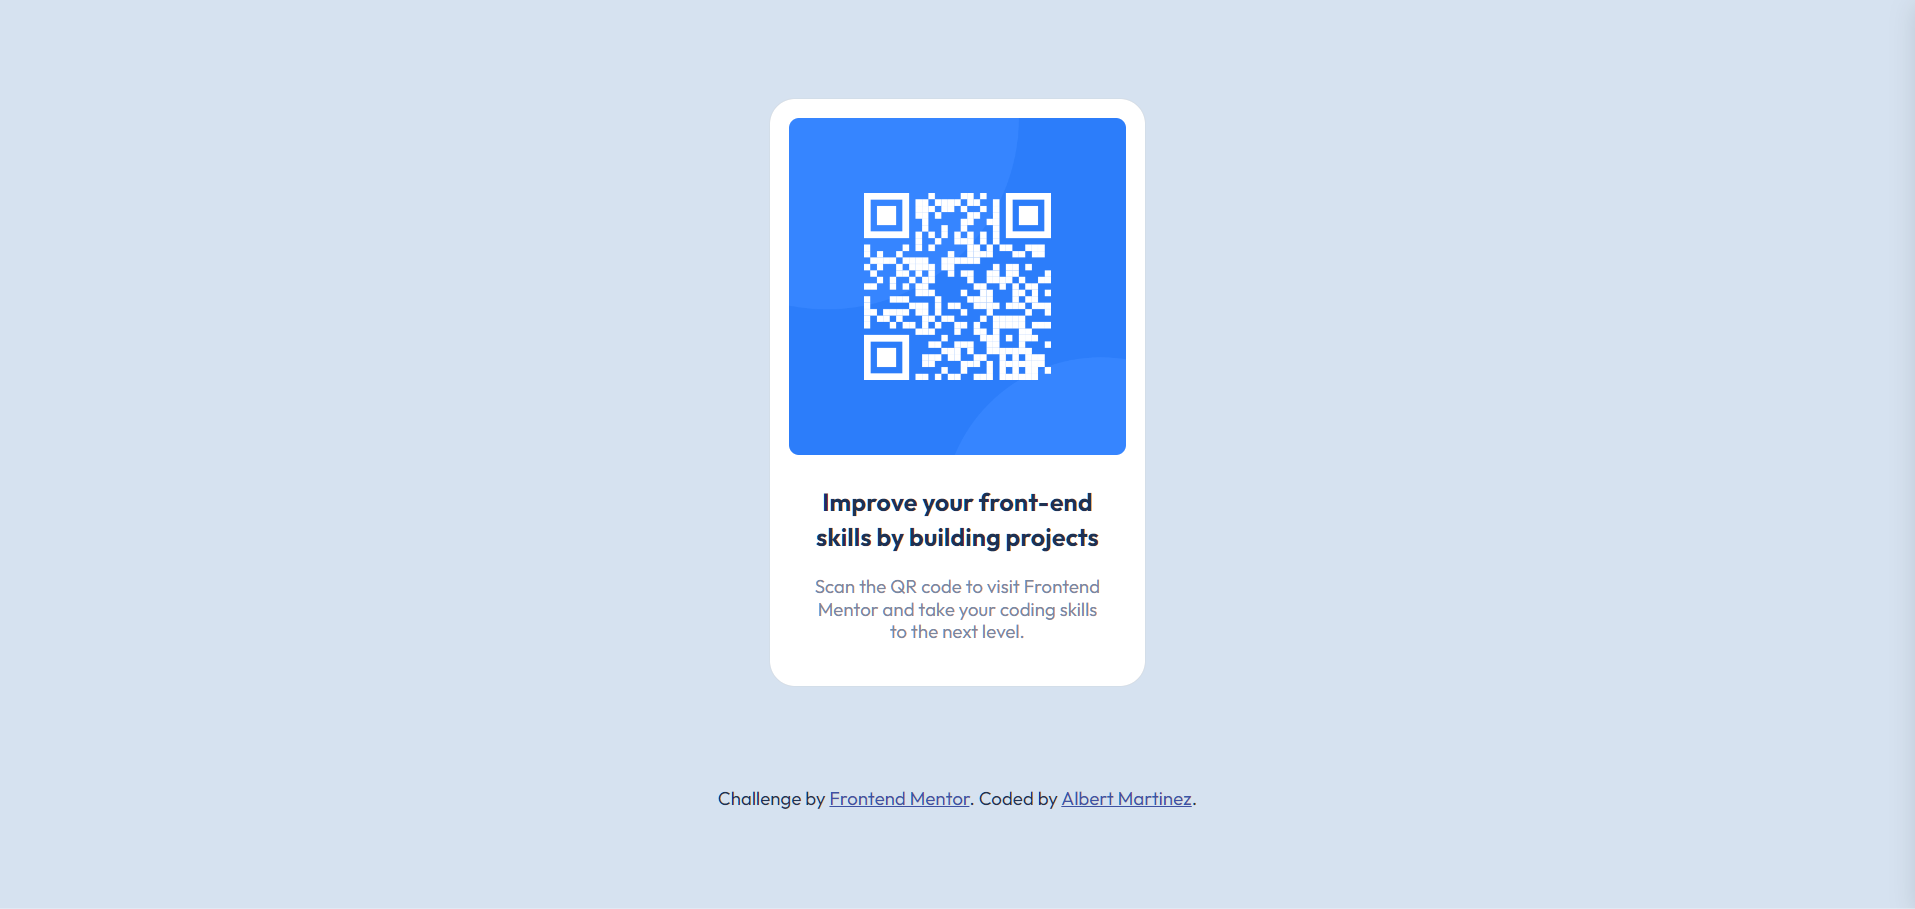 Improve your front-end
skills by building projects
Scan the QR code to visit Frontend
Mentor and take your coding skills
to the next level.
Challenge by Frontend Mentor. Coded by Albert Martinez.